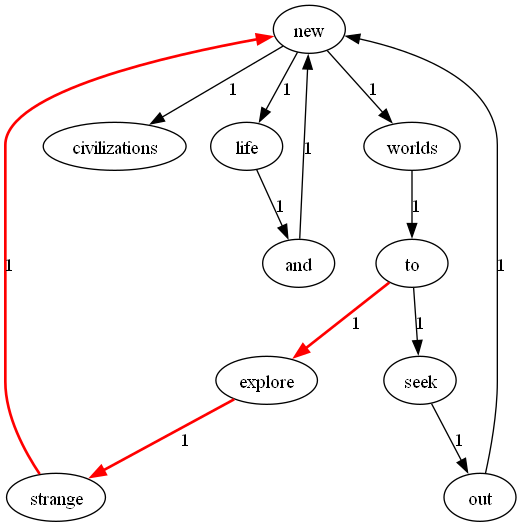 new
1 1 1
civilizations life worlds
1 1
1 and to 1
1 1
explore seek
1 1
strange out